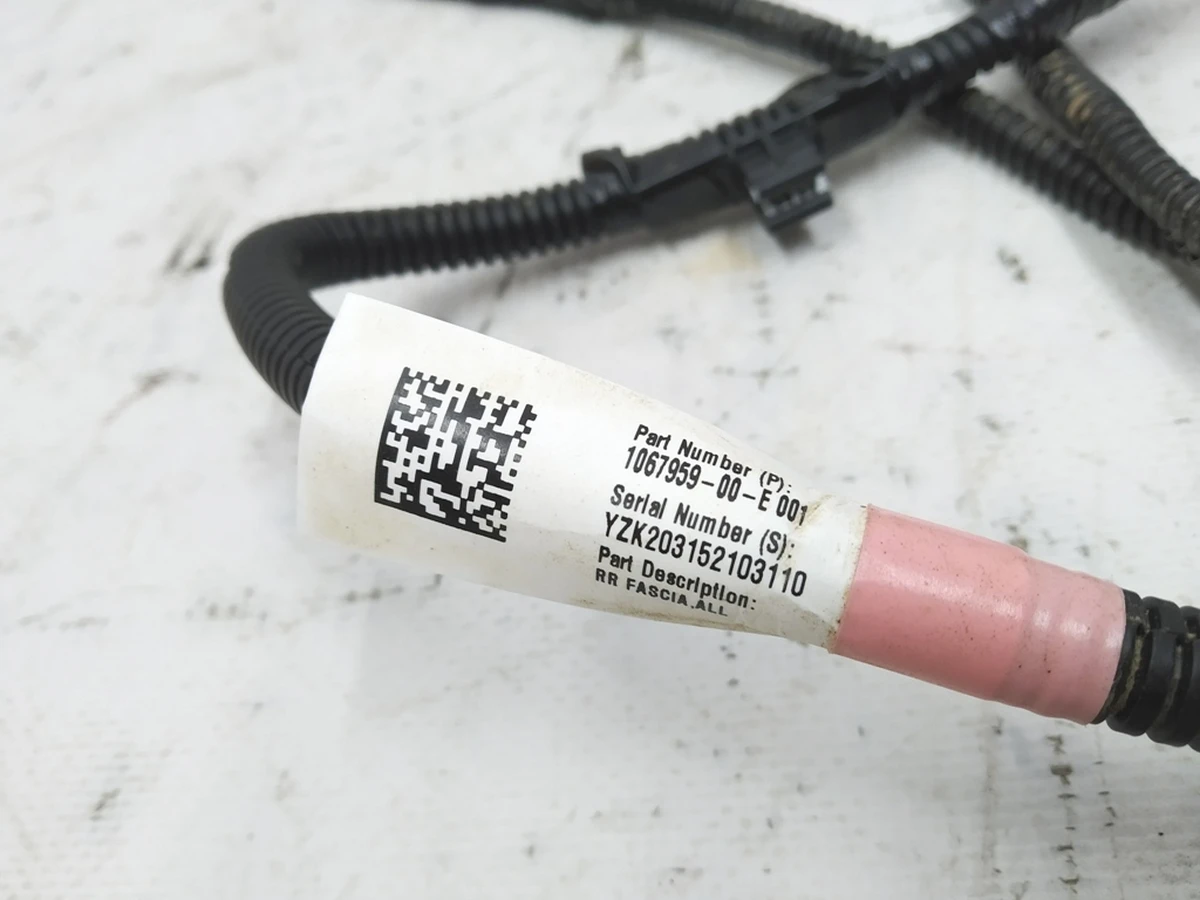 Part Number (P):
1067959-00-E 001
Serial Number (S):
YZK203152103110
Part Description:
RR FASCIA,ALL